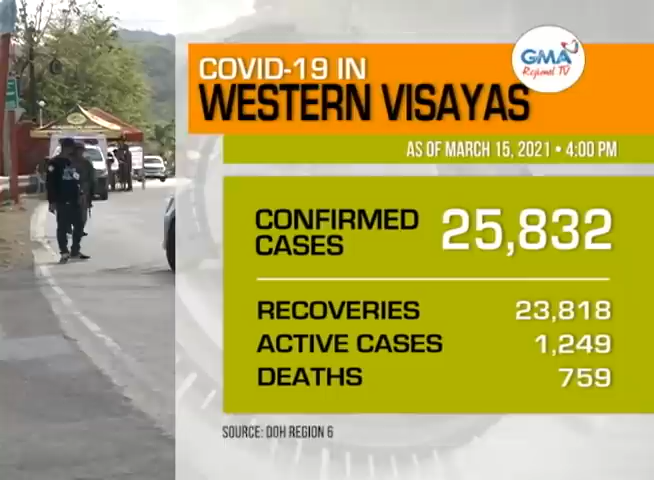 COVID-19 IN
WESTERN VISAYAS
GMA
Regional TV
AS OF MARCH 15, 2021 • 4:00 PM
CONFIRMED
CASES
25,832
RECOVERIES 23,818
ACTIVE CASES 1,249
DEATHS 759
SOURCE: DOH REGION 6